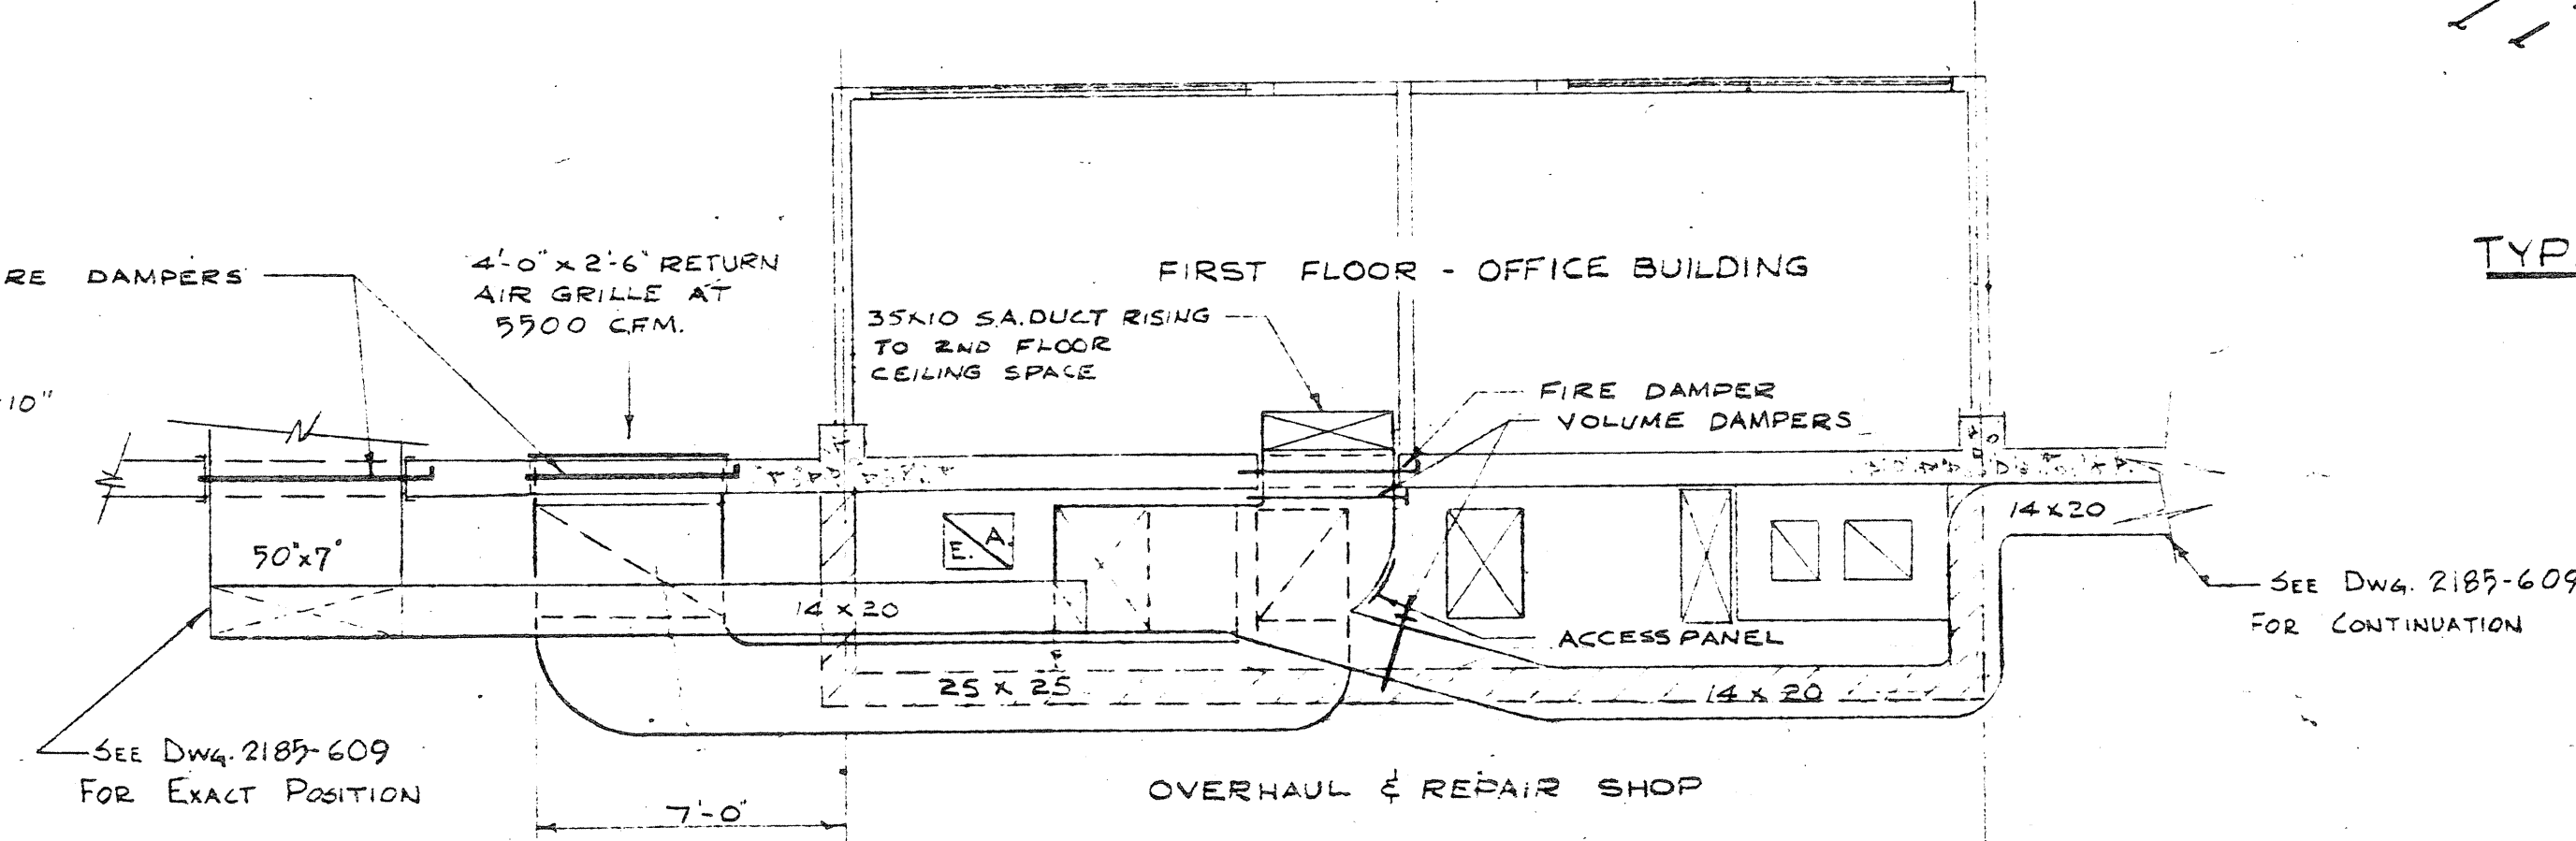 RE DAMPERS
4'-0" x 2'-6" RETURN
AIR GRILLE AT
5500 C.F.M.
10"
FIRST FLOOR - OFFICE BUILDING
35x10 S.A. DUCT RISING
TO 2ND FLOOR
CEILING SPACE
FIRE DAMPER
VOLUME DAMPERS
TYP.
50"x7"
E. A.
14 x 20
14 x 20
SEE DWG. 2185-609
FOR CONTINUATION
ACCESS PANEL
25 x 25
14 x 20
SEE DWG. 2185-609
FOR EXACT POSITION
7'-0"
OVERHAUL & REPAIR SHOP